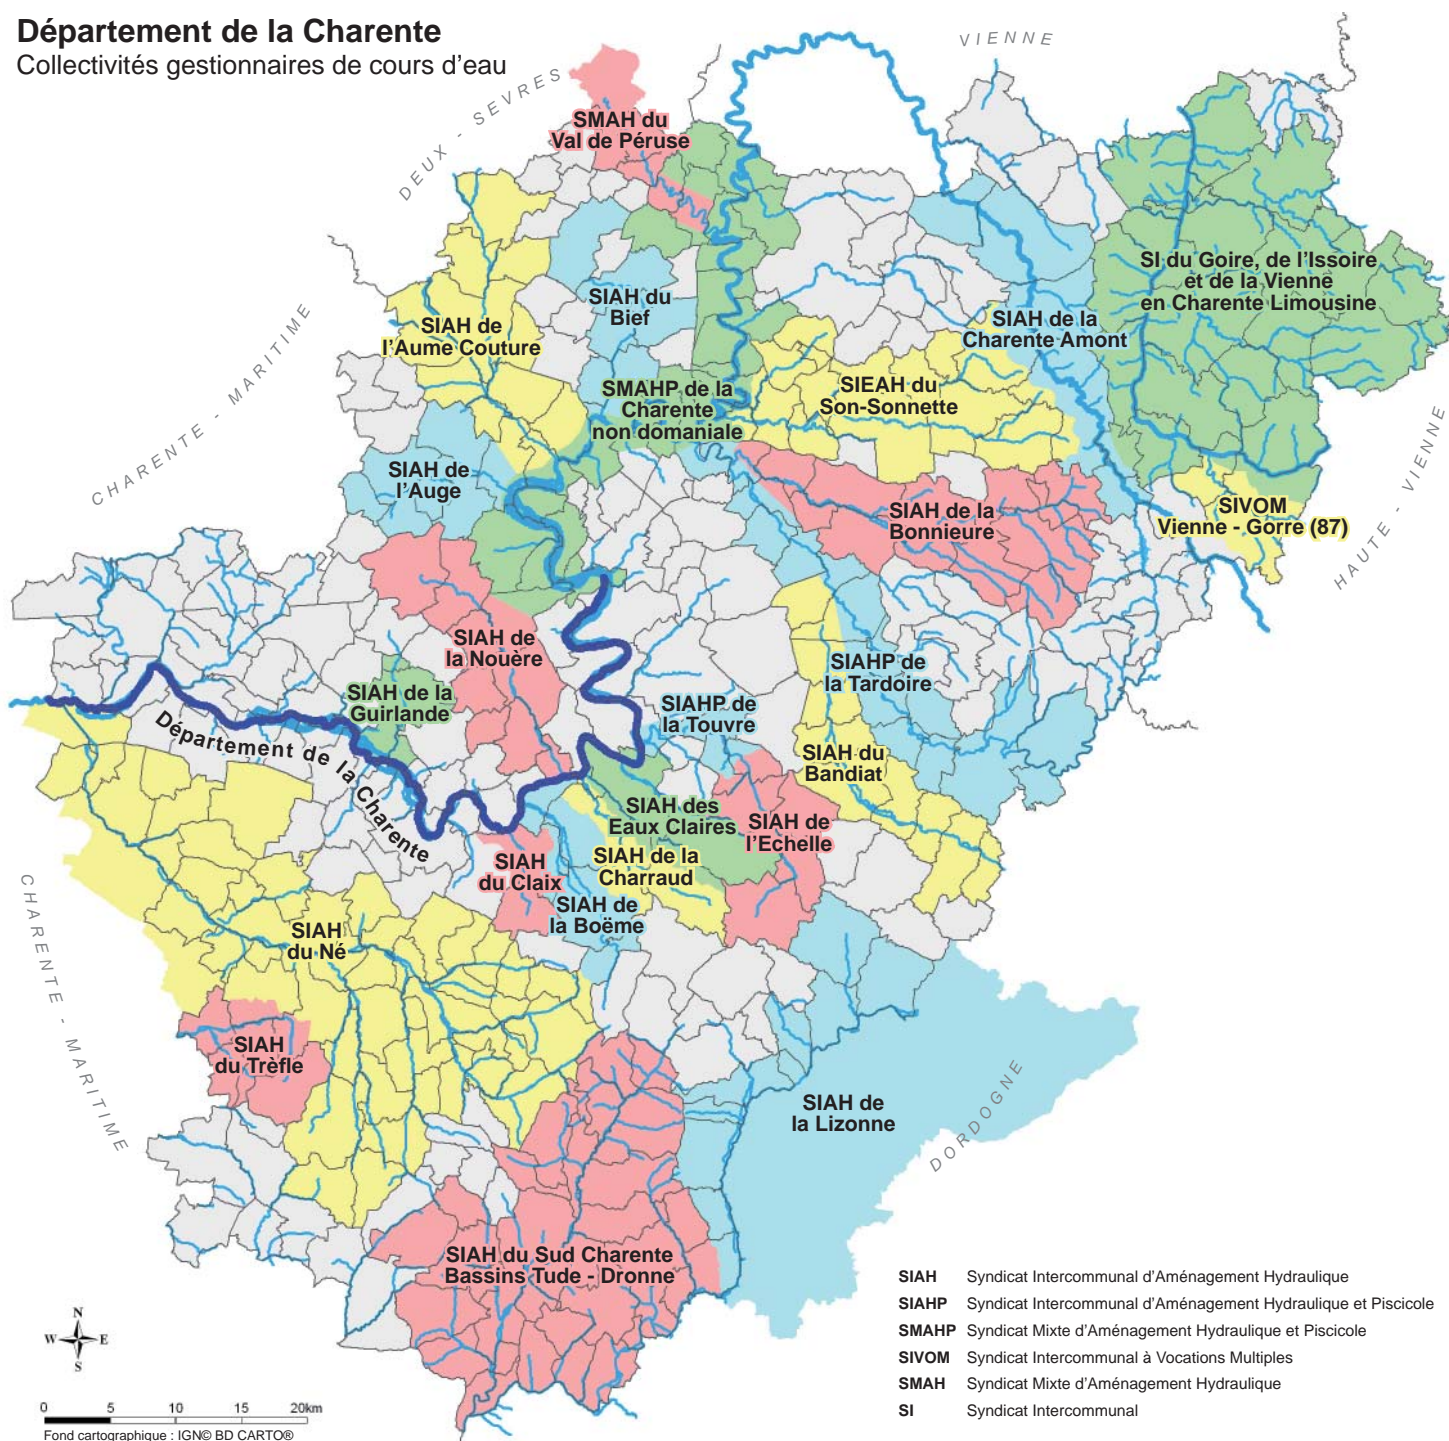 Département de la Charente
Collectivités gestionnaires de cours d'eau
VIENNE
DEUX - SEVRES
SMAH du
Val de Péruse
SI du Goire, de l'Issoire
et de la Vienne
en Charente Limousine
SIAH du
Bief
SIAH de la
Charente Amont
SIAH de
l'Aume Couture
CHARENTE - MARITIME
SMAHP de la
Charente
non domaniale
SIEAH du
Son-Sonnette
SIAH de
l'Auge
SIAH de la
Bonnieure
SIVOM
Vienne - Gorre (87)
HAUTE - VIENNE
SIAH de
la Nouère
SIAHP de
la Tardoire
SIAH de la
Guirlande
SIAHP de
la Touvre
Département de la Charente
SIAH du
Bandiat
SIAH des
Eaux Claires
SIAH de
l'Echelle
SIAH
du Claix
SIAH de la
Charraud
SIAH de
la Boëme
CHARENTE - MARITIME
SIAH
du Né
SIAH
du Trèfle
SIAH de
la Lizonne
DORDOGNE
SIAH du Sud Charente
Bassins Tude - Dronne
SIAH Syndicat Intercommunal d'Aménagement Hydraulique
SIAHP Syndicat Intercommunal d'Aménagement Hydraulique et Piscicole
SMAHP Syndicat Mixte d'Aménagement Hydraulique et Piscicole
SIVOM Syndicat Intercommunal à Vocations Multiples
SMAH Syndicat Mixte d'Aménagement Hydraulique
SI Syndicat Intercommunal
N
W E
S
0 5 10 15 20km
Fond cartographique : IGN© BD CARTO®